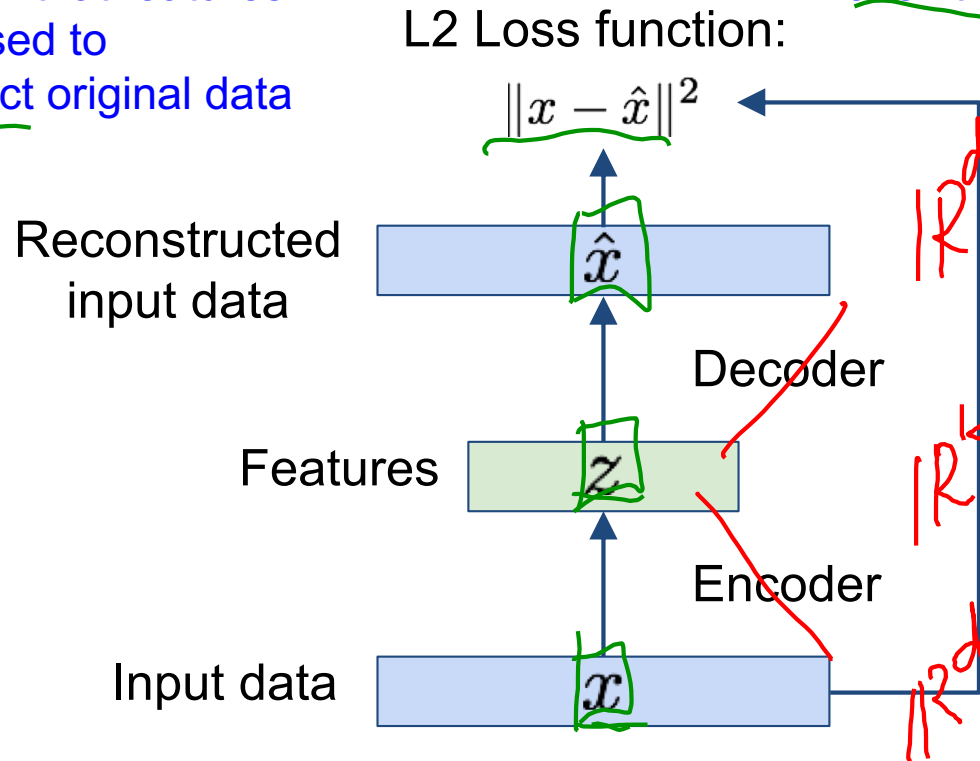 sed to
ct original data
L2 Loss function:
‖x − x̂‖²
ℝᵈ
Reconstructed
input data
x̂
Decoder
Features
z
ℝᵏ
Encoder
Input data
x
ℝᵈ